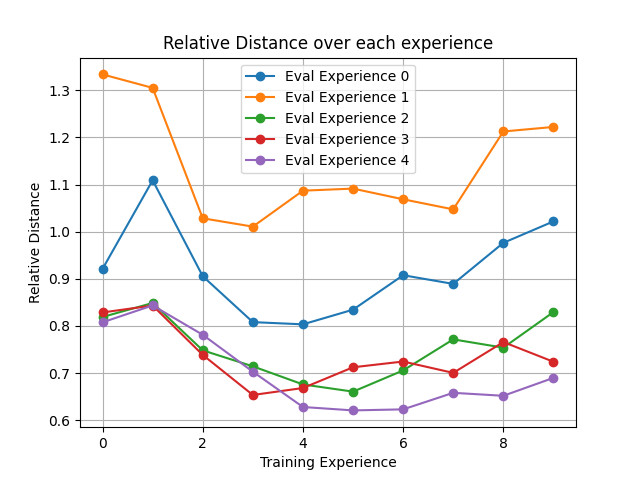 Relative Distance over each experience
Eval Experience 0
Eval Experience 1
Eval Experience 2
Eval Experience 3
Eval Experience 4
Relative Distance
1.3
1.2
1.1
1.0
0.9
0.8
0.7
0.6
0 2 4 6 8
Training Experience